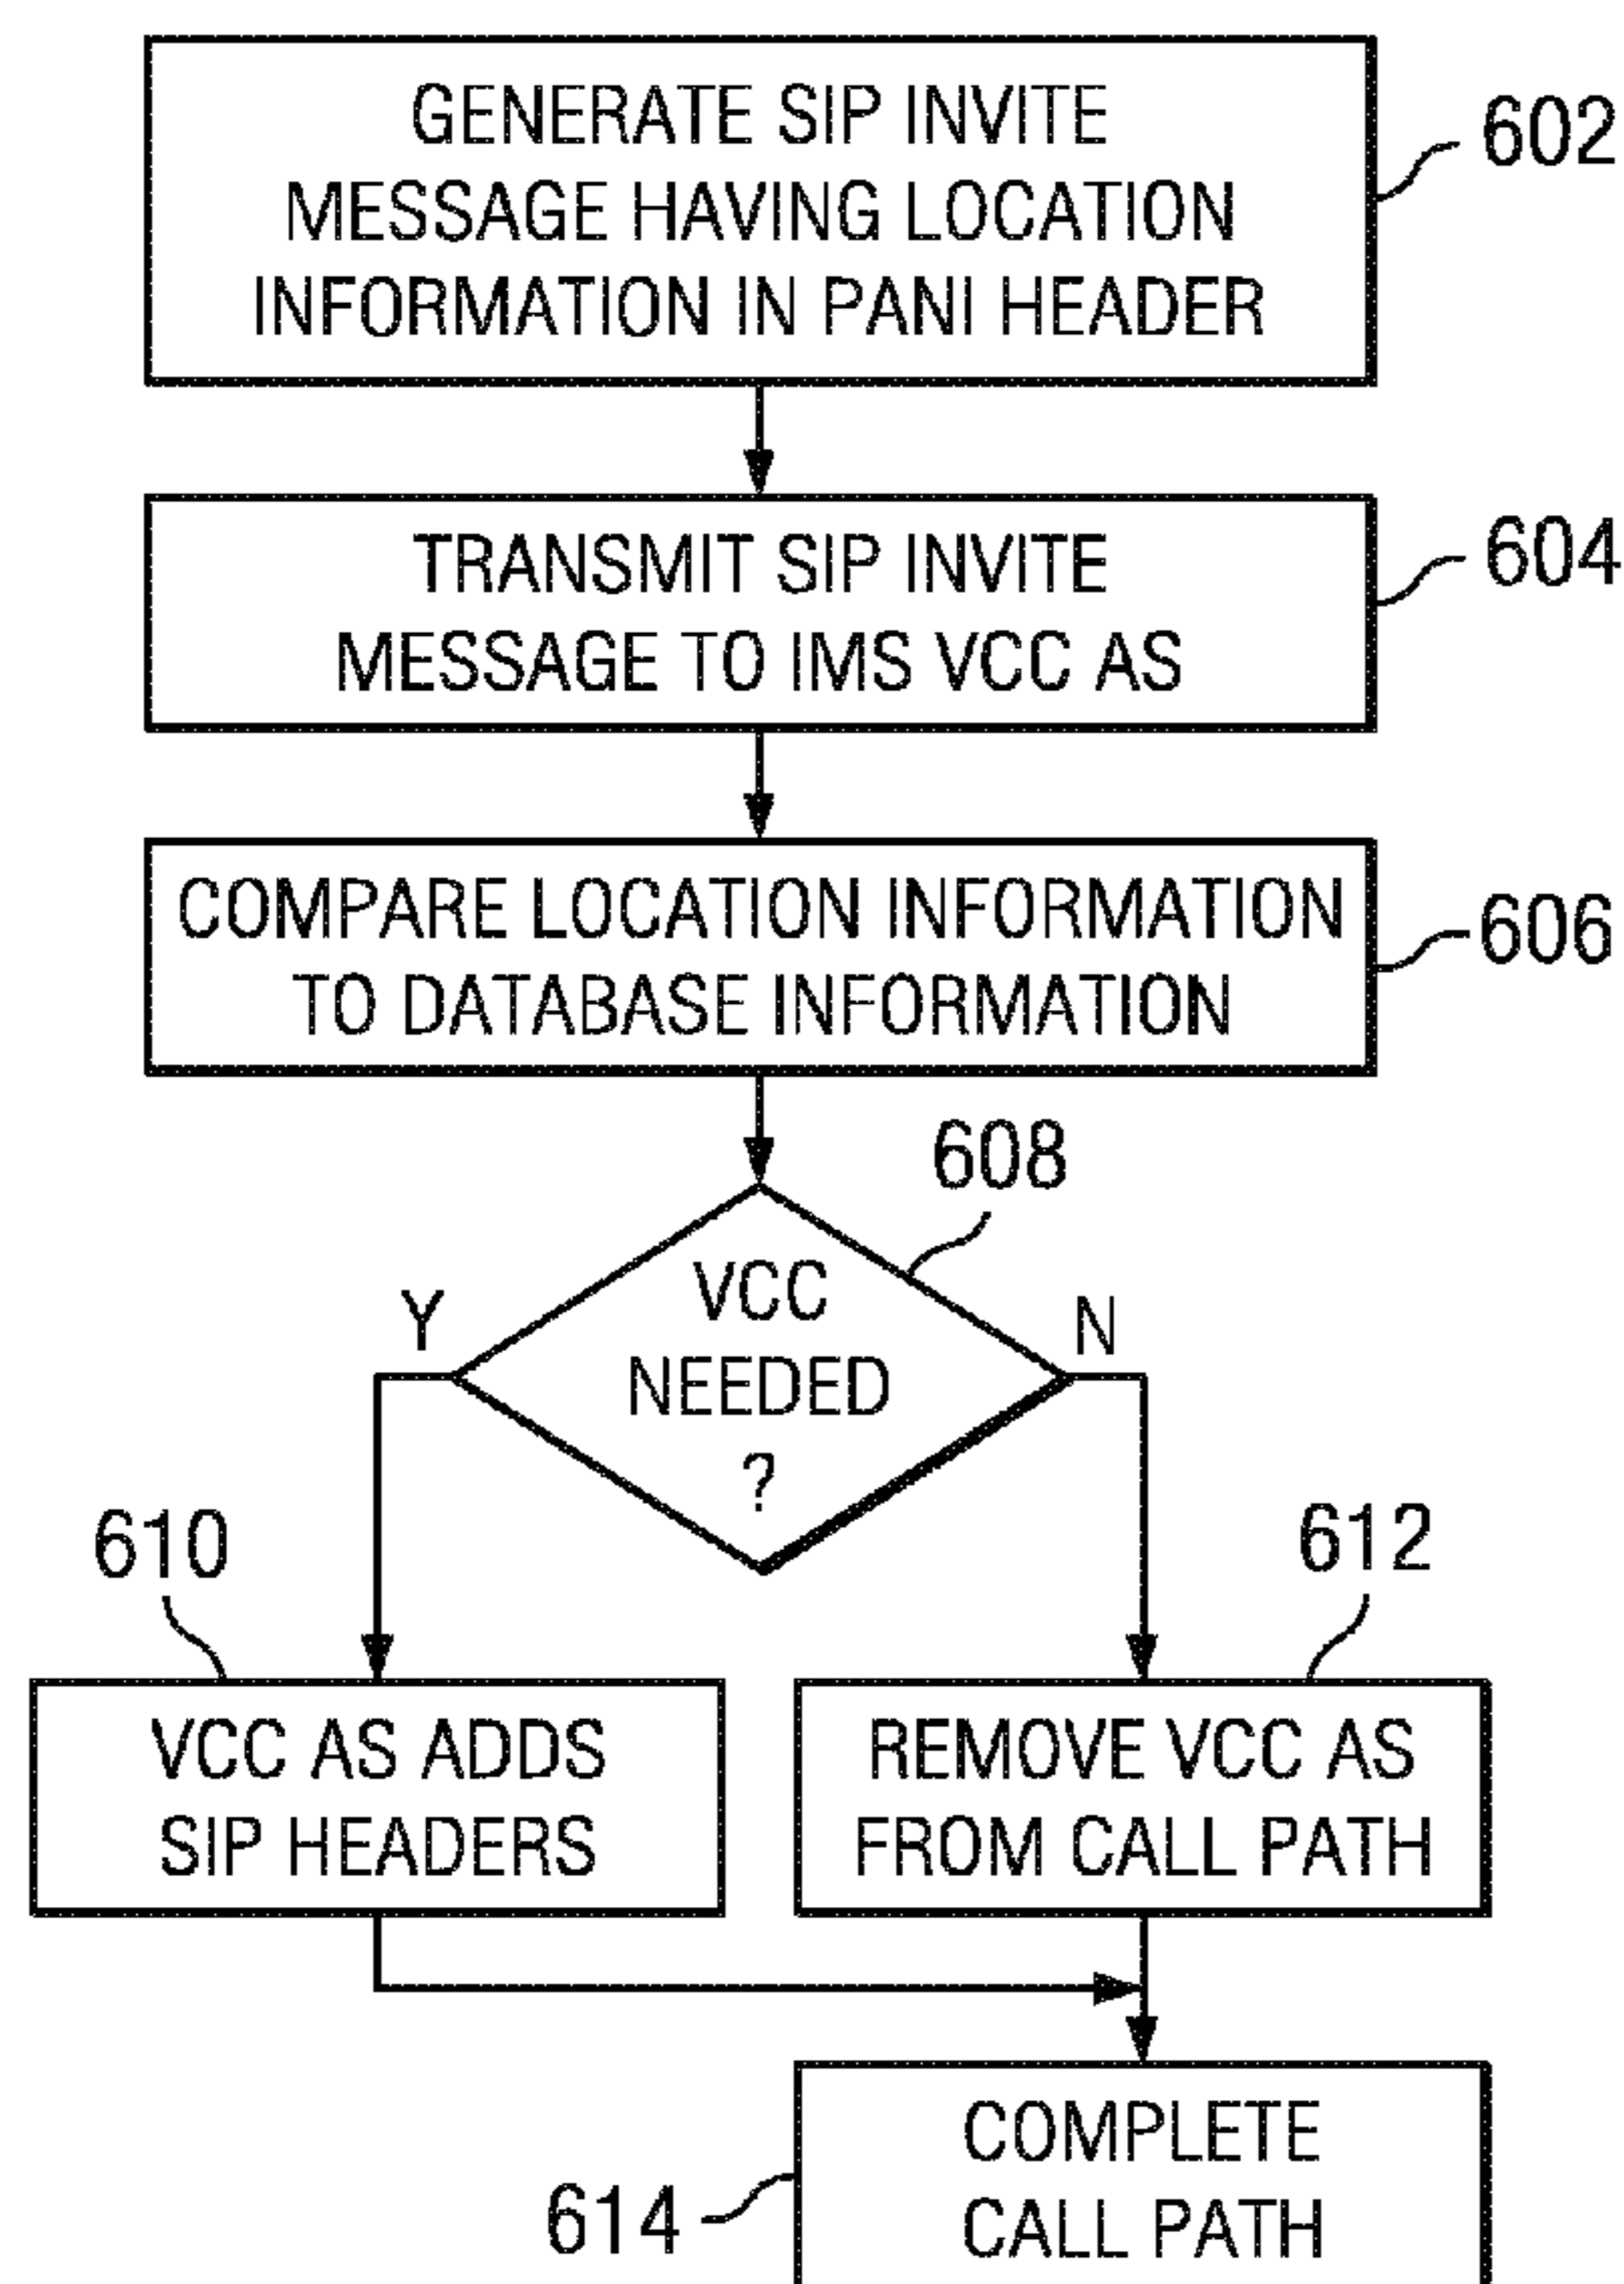 GENERATE SIP INVITE
MESSAGE HAVING LOCATION
INFORMATION IN PANI HEADER
602
TRANSMIT SIP INVITE
MESSAGE TO IMS VCC AS
604
COMPARE LOCATION INFORMATION
TO DATABASE INFORMATION
606
608
VCC
NEEDED
?
Y
N
610
612
VCC AS ADDS
SIP HEADERS
REMOVE VCC AS
FROM CALL PATH
COMPLETE
CALL PATH
614